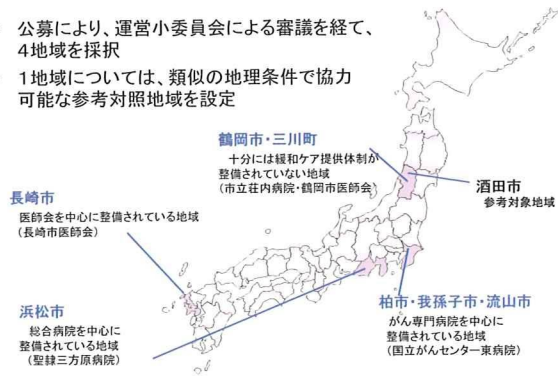 公募により、運営小委員会による審議を経て、
4地域を採択
1地域については、類似の地理条件で協力
可能な参考対照地域を設定
鶴岡市・三川町
十分には緩和ケア提供体制が
整備されていない地域
(市立荘内病院・鶴岡市医師会)
酒田市
参考対象地域
長崎市
医師会を中心に整備されている地域
(長崎市医師会)
浜松市
総合病院を中心に
整備されている地域
(聖隷三方原病院)
柏市・我孫子市・流山市
がん専門病院を中心に
整備されている地域
(国立がんセンター東病院)